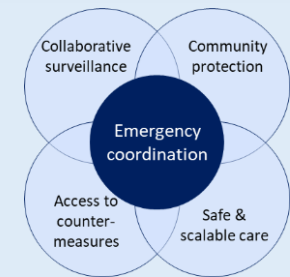 Collaborative
surveillance
Community
protection
Emergency
coordination
Access to
counter-
measures
Safe &
scalable care